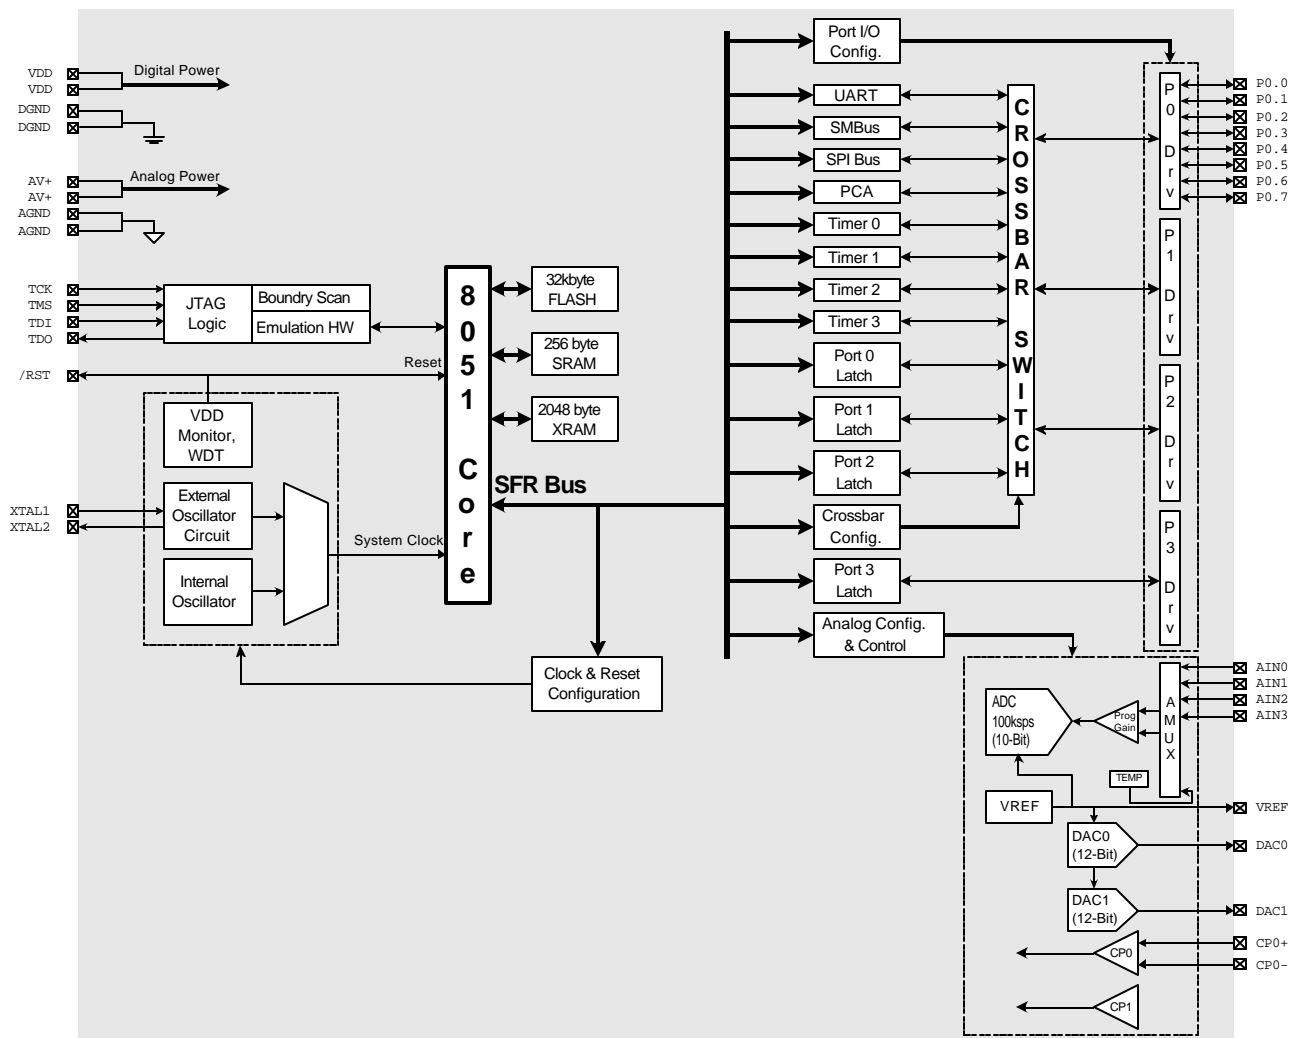 VDD
VDD
Digital Power
DGND
DGND
AV+
AV+
Analog Power
AGND
AGND
TCK
TMS
TDI
TDO
JTAG
Logic
Boundry Scan
Emulation HW
/RST
Reset
VDD
Monitor,
WDT
XTAL1
XTAL2
External
Oscillator
Circuit
Internal
Oscillator
System Clock
8051 Core
32kbyte
FLASH
256 byte
SRAM
2048 byte
XRAM
SFR Bus
Clock & Reset
Configuration
Port I/O
Config.
UART
SMBus
SPI Bus
PCA
Timer 0
Timer 1
Timer 2
Timer 3
Port 0
Latch
Port 1
Latch
Port 2
Latch
Crossbar
Config.
Port 3
Latch
Analog Config.
& Control
CROSSBAR SWITCH
P0 Drv
P1 Drv
P2 Drv
P3 Drv
P0.0
P0.1
P0.2
P0.3
P0.4
P0.5
P0.6
P0.7
ADC
100ksps
(10-Bit)
Prog
Gain
AMUX
TEMP
AIN0
AIN1
AIN2
AIN3
VREF
VREF
DAC0
(12-Bit)
DAC0
DAC1
(12-Bit)
DAC1
CP0
CP0+
CP0-
CP1